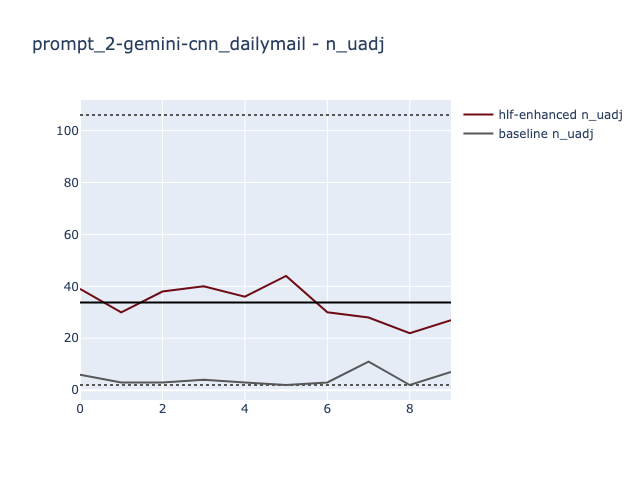 prompt_2-gemini-cnn_dailymail - n_uadj
hlf-enhanced n_uadj
baseline n_uadj
100
80
60
40
20
0
0 2 4 6 8